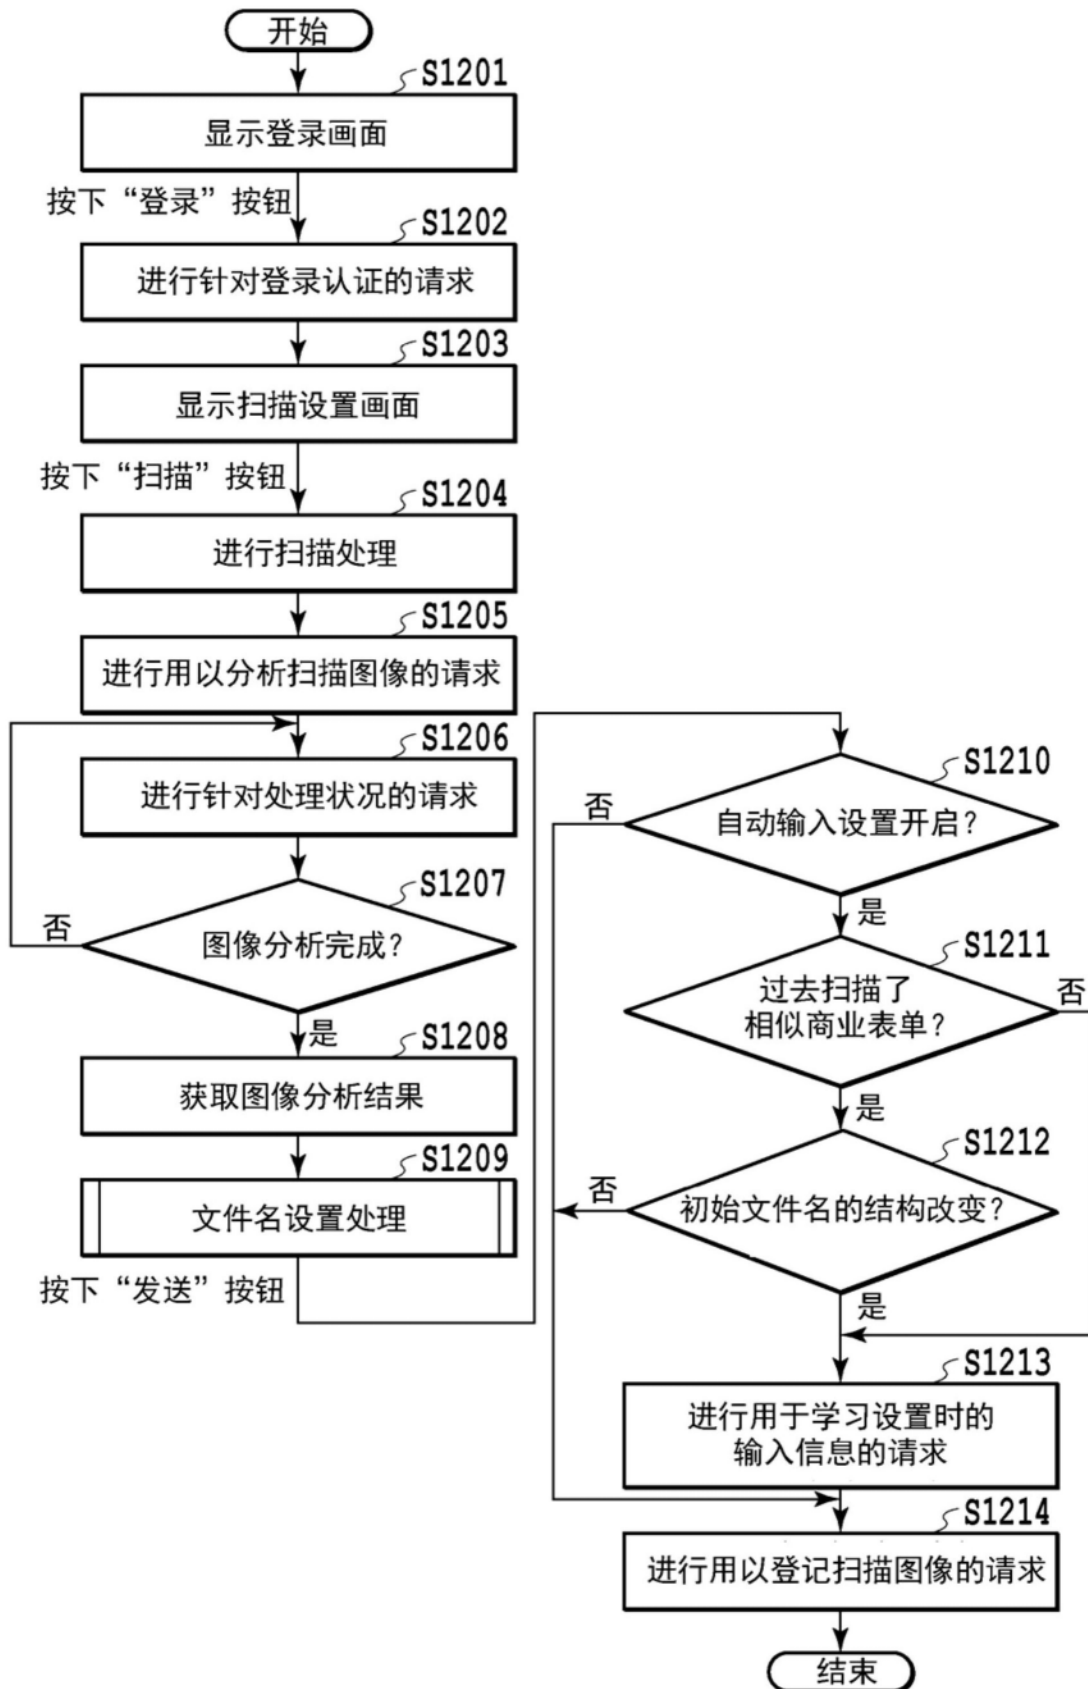 开始
S1201
显示登录画面
按下“登录”按钮
S1202
进行针对登录认证的请求
S1203
显示扫描设置画面
按下“扫描”按钮
S1204
进行扫描处理
S1205
进行用以分析扫描图像的请求
S1206
进行针对处理状况的请求
S1207
图像分析完成？
否
是
S1208
获取图像分析结果
S1209
文件名设置处理
按下“发送”按钮
S1210
自动输入设置开启？
否
是
S1211
过去扫描了
相似商业表单？
否
是
S1212
初始文件名的结构改变？
否
是
S1213
进行用于学习设置时的
输入信息的请求
S1214
进行用以登记扫描图像的请求
结束